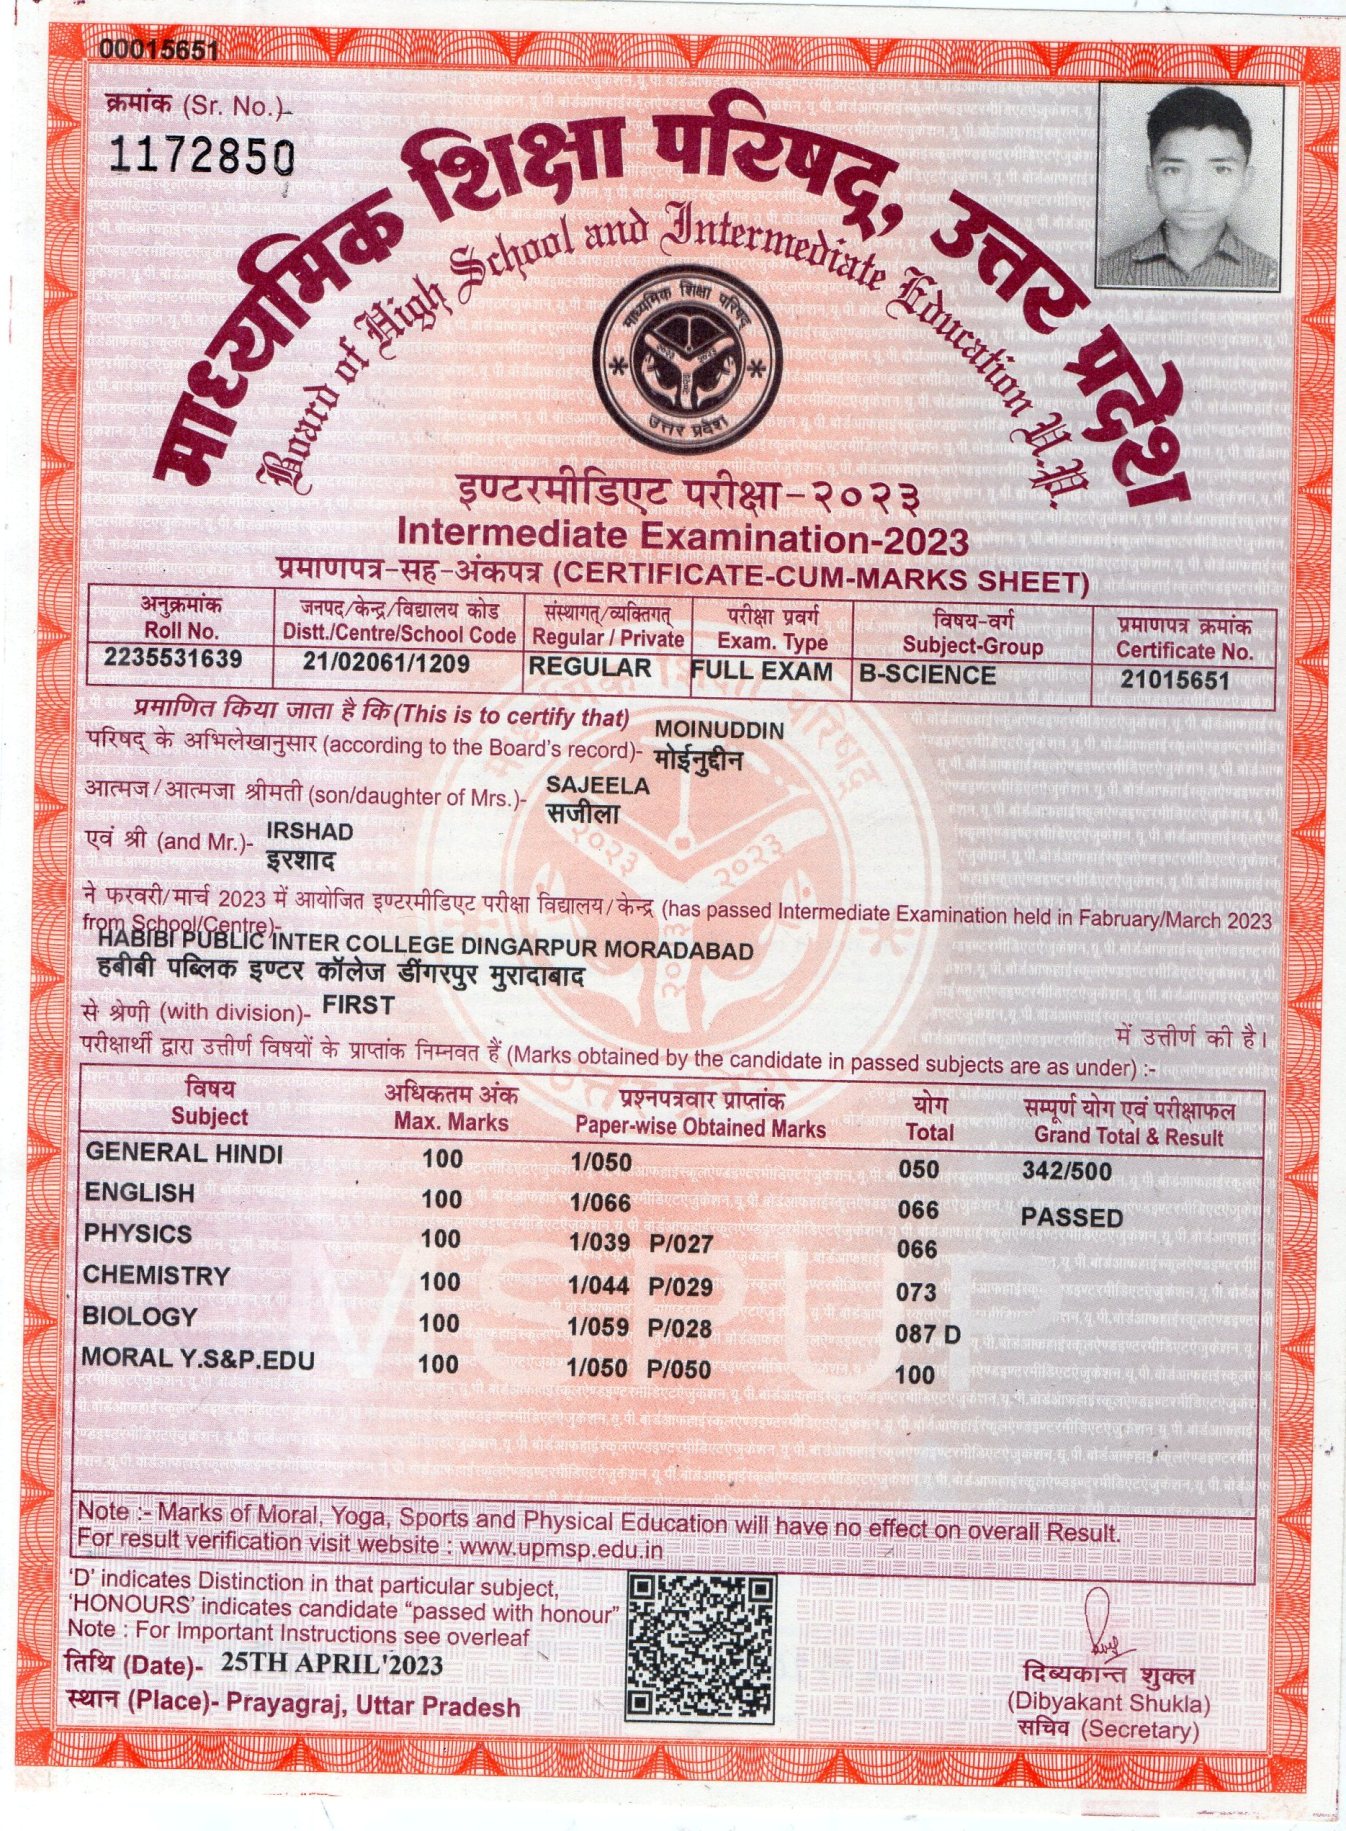 00015651
क्रमांक (Sr. No.)-
1172850
माध्यमिक शिक्षा परिषद्, उत्तर प्रदेश
Board of High School and Intermediate Education U.P.
माध्यमिक शिक्षा परिषद्
उत्तर प्रदेश
इण्टरमीडिएट परीक्षा-२०२३
Intermediate Examination-2023
प्रमाणपत्र-सह-अंकपत्र (CERTIFICATE-CUM-MARKS SHEET)
अनुक्रमांक जनपद/केन्द्र/विद्यालय कोड संस्थागत/व्यक्तिगत परीक्षा प्रवर्ग विषय-वर्ग प्रमाणपत्र क्रमांक
Roll No. Distt./Centre/School Code Regular / Private Exam. Type Subject-Group Certificate No.
2235531639 21/02061/1209 REGULAR FULL EXAM B-SCIENCE 21015651
प्रमाणित किया जाता है कि (This is to certify that) MOINUDDIN
परिषद् के अभिलेखानुसार (according to the Board's record)- मोईनुद्दीन
SAJEELA
आत्मज/आत्मजा श्रीमती (son/daughter of Mrs.)- सजीला
IRSHAD
एवं श्री (and Mr.)- इरशाद
ने फरवरी/मार्च 2023 में आयोजित इण्टरमीडिएट परीक्षा विद्यालय/केन्द्र (has passed Intermediate Examination held in Fabruary/March 2023
from School/Centre)-
HABIBI PUBLIC INTER COLLEGE DINGARPUR MORADABAD
हबीबी पब्लिक इण्टर कॉलेज डींगरपुर मुरादाबाद
से श्रेणी (with division)- FIRST में उत्तीर्ण की है।
परीक्षार्थी द्वारा उत्तीर्ण विषयों के प्राप्तांक निम्नवत हैं (Marks obtained by the candidate in passed subjects are as under) :-
विषय अधिकतम अंक प्रश्नपत्रवार प्राप्तांक योग सम्पूर्ण योग एवं परीक्षाफल
Subject Max. Marks Paper-wise Obtained Marks Total Grand Total & Result
GENERAL HINDI 100 1/050 050 342/500
ENGLISH 100 1/066 066 PASSED
PHYSICS 100 1/039 P/027 066
CHEMISTRY 100 1/044 P/029 073
BIOLOGY 100 1/059 P/028 087 D
MORAL Y.S&P.EDU 100 1/050 P/050 100
Note :- Marks of Moral, Yoga, Sports and Physical Education will have no effect on overall Result.
For result verification visit website : www.upmsp.edu.in
'D' indicates Distinction in that particular subject,
'HONOURS' indicates candidate "passed with honour"
Note : For Important Instructions see overleaf
तिथि (Date)- 25TH APRIL'2023
स्थान (Place)- Prayagraj, Uttar Pradesh
दिब्यकान्त शुक्ल
(Dibyakant Shukla)
सचिव (Secretary)